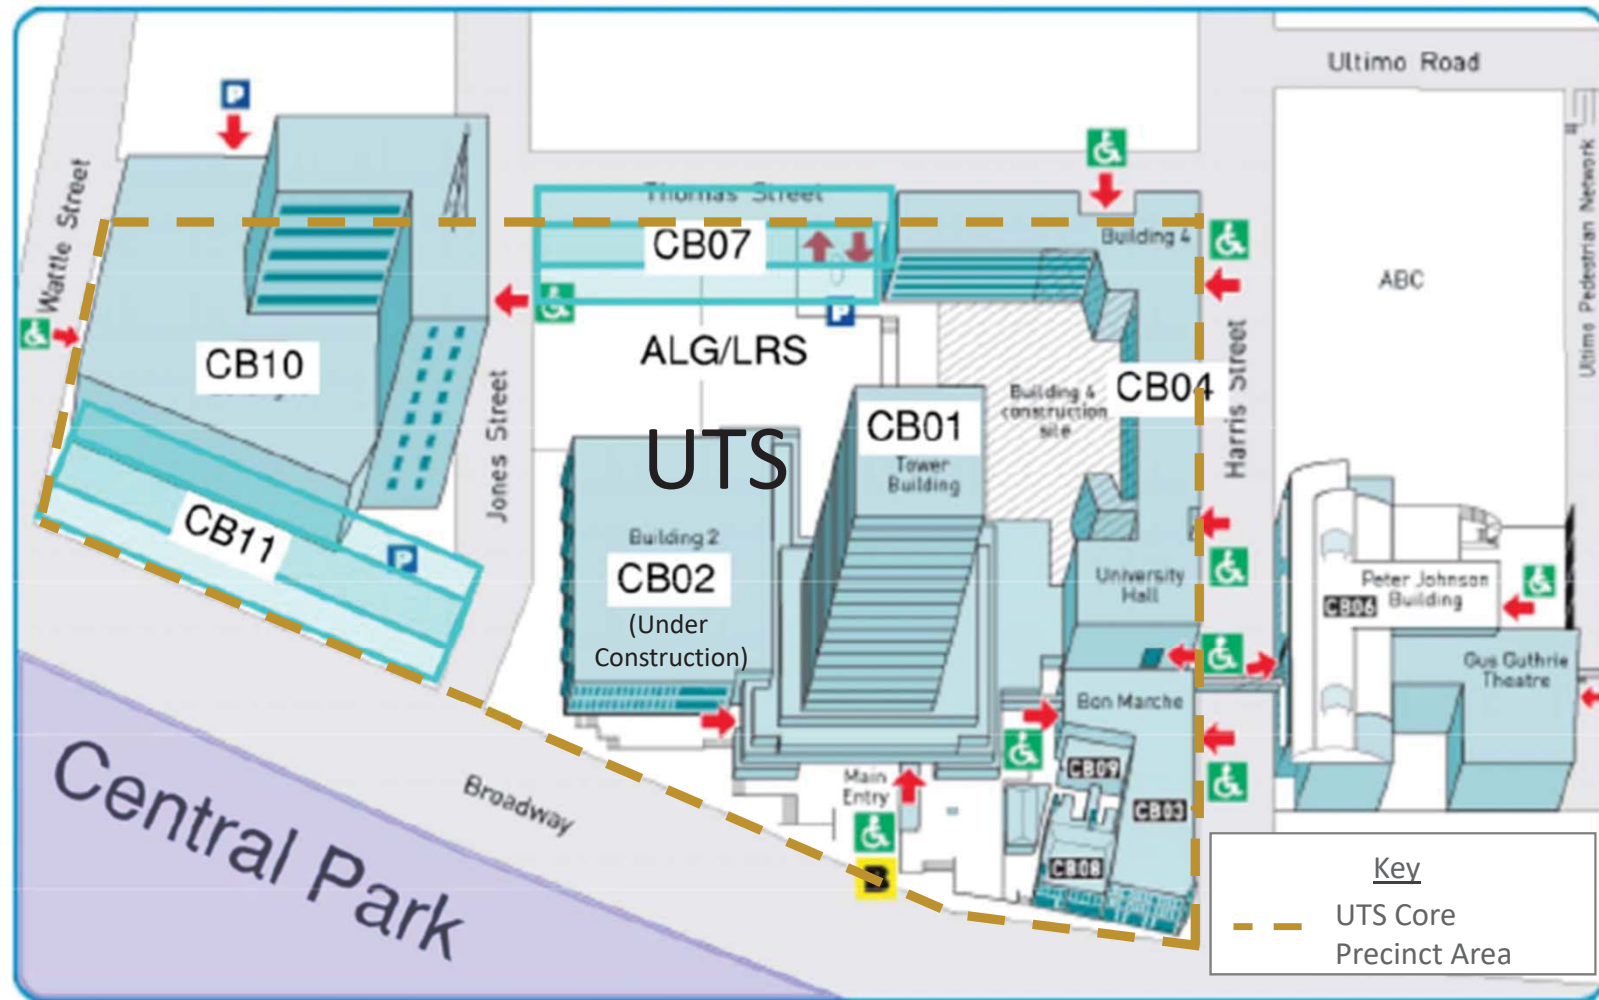 Ultimo Road
P
Wattle Street
Thomas Street
CB07
Building 4
Ultimo Pedestrian Network
ABC
P
CB10
ALG/LRS
CB04
Harris Street
Building 4
construction
site
Jones Street
CB01
Tower
Building
UTS
CB11
P
Building 2
CB02
(Under
Construction)
University
Hall
Peter Johnson
Building
CB06
Gus Guthrie
Theatre
Bon Marche
CB09
CB03
CB08
Main
Entry
B
Broadway
Central Park
Key
UTS Core
Precinct Area